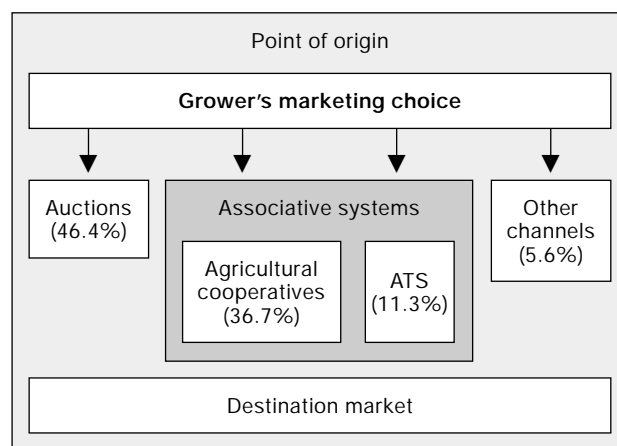 Point of origin
Grower's marketing choice
Auctions
(46.4%)
Associative systems
Agricultural
cooperatives
(36.7%)
ATS
(11.3%)
Other
channels
(5.6%)
Destination market